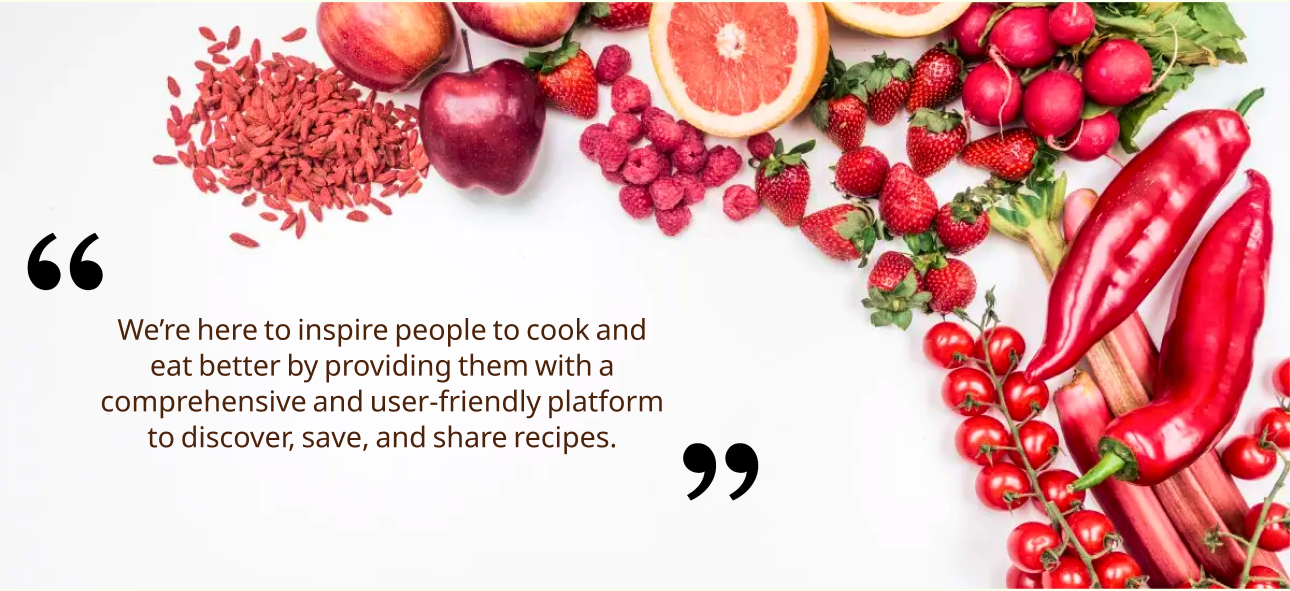 “
We’re here to inspire people to cook and
eat better by providing them with a
comprehensive and user-friendly platform
to discover, save, and share recipes.
”